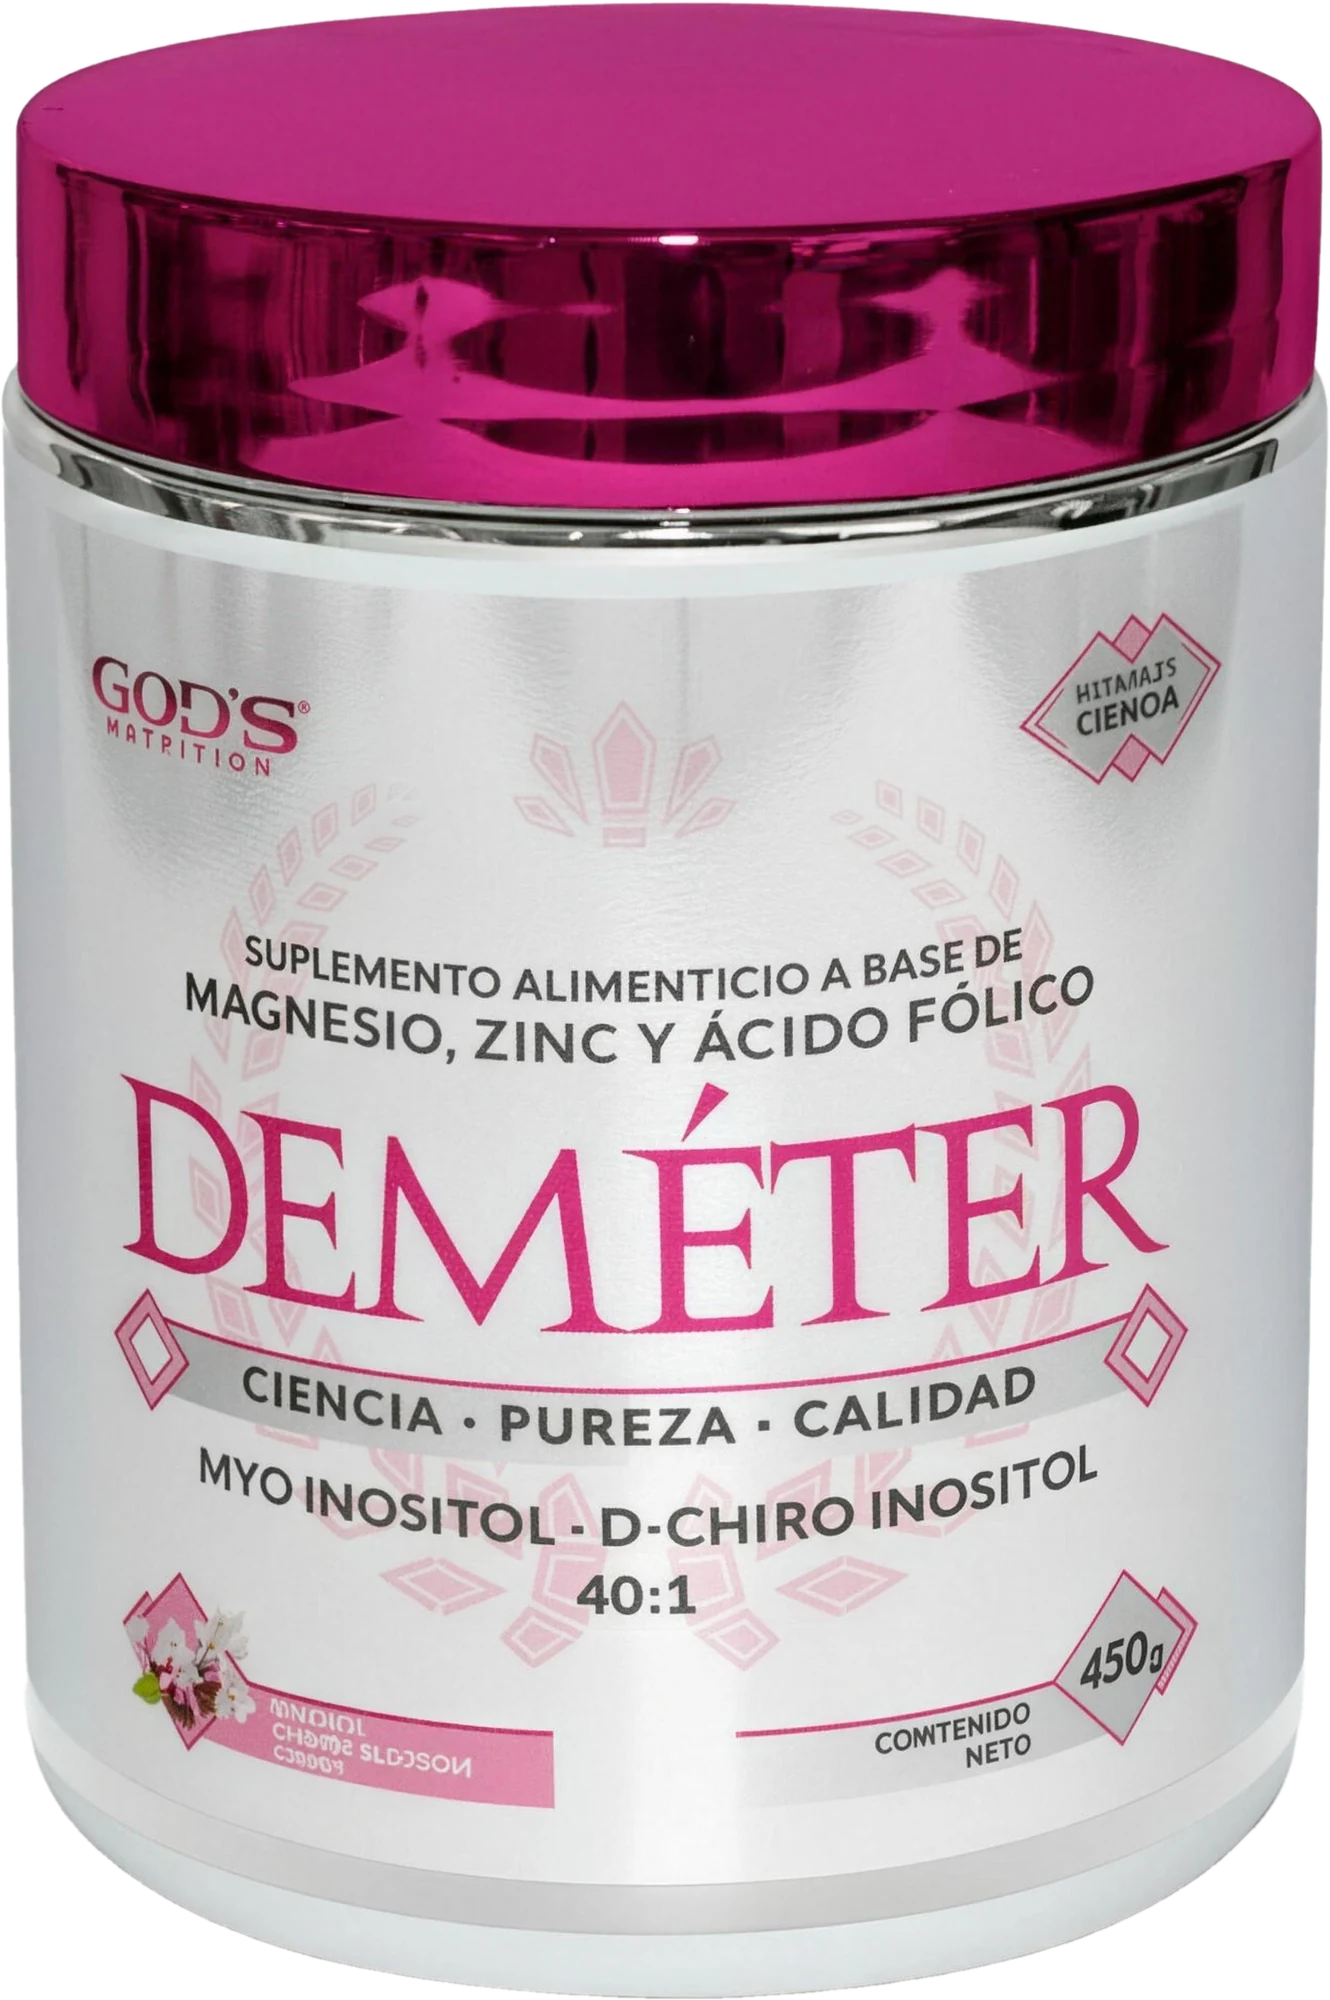 GOD'S®
MATRITION
CIENOA
SUPLEMENTO ALIMENTICIO A BASE DE
MAGNESIO, ZINC Y ÁCIDO FÓLICO
DEMÉTER
CIENCIA · PUREZA · CALIDAD
MYO INOSITOL - D-CHIRO INOSITOL
40:1
450g
CONTENIDO
NETO